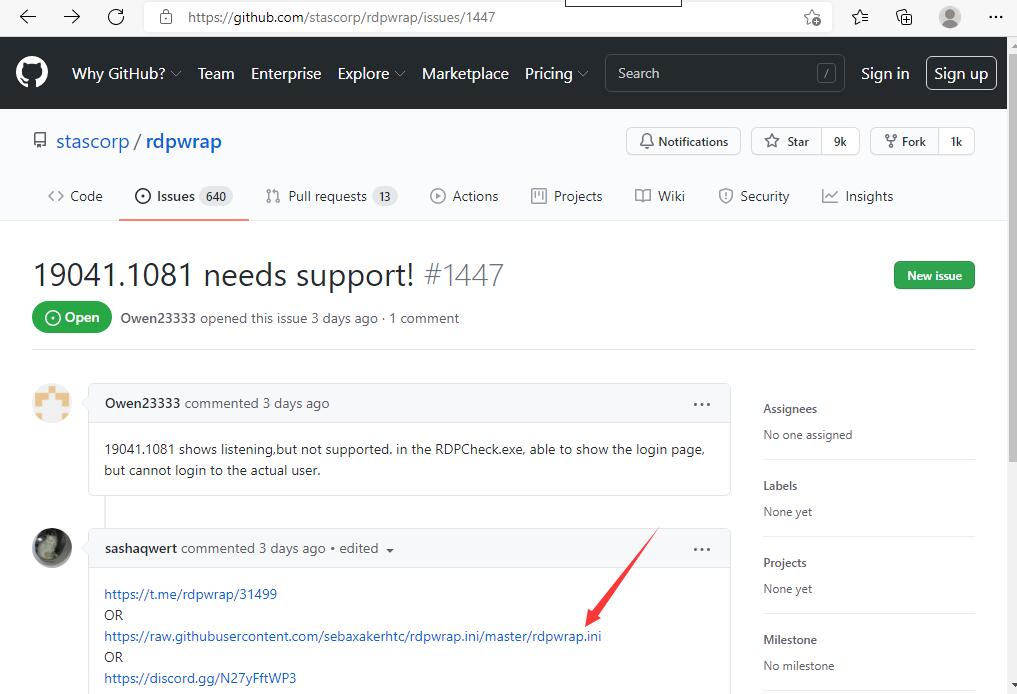 https://github.com/stascorp/rdpwrap/issues/1447
Why GitHub? Team Enterprise Explore Marketplace Pricing Search / Sign in Sign up
stascorp / rdpwrap Notifications Star 9k Fork 1k
Code Issues 640 Pull requests 13 Actions Projects Wiki Security Insights
19041.1081 needs support! #1447 New issue
Open Owen23333 opened this issue 3 days ago · 1 comment
Owen23333 commented 3 days ago
19041.1081 shows listening,but not supported. in the RDPCheck.exe, able to show the login page,
but cannot login to the actual user.
sashaqwert commented 3 days ago • edited
https://t.me/rdpwrap/31499
OR
https://raw.githubusercontent.com/sebaxakerhtc/rdpwrap.ini/master/rdpwrap.ini
OR
https://discord.gg/N27yFftWP3
Assignees
No one assigned
Labels
None yet
Projects
None yet
Milestone
No milestone